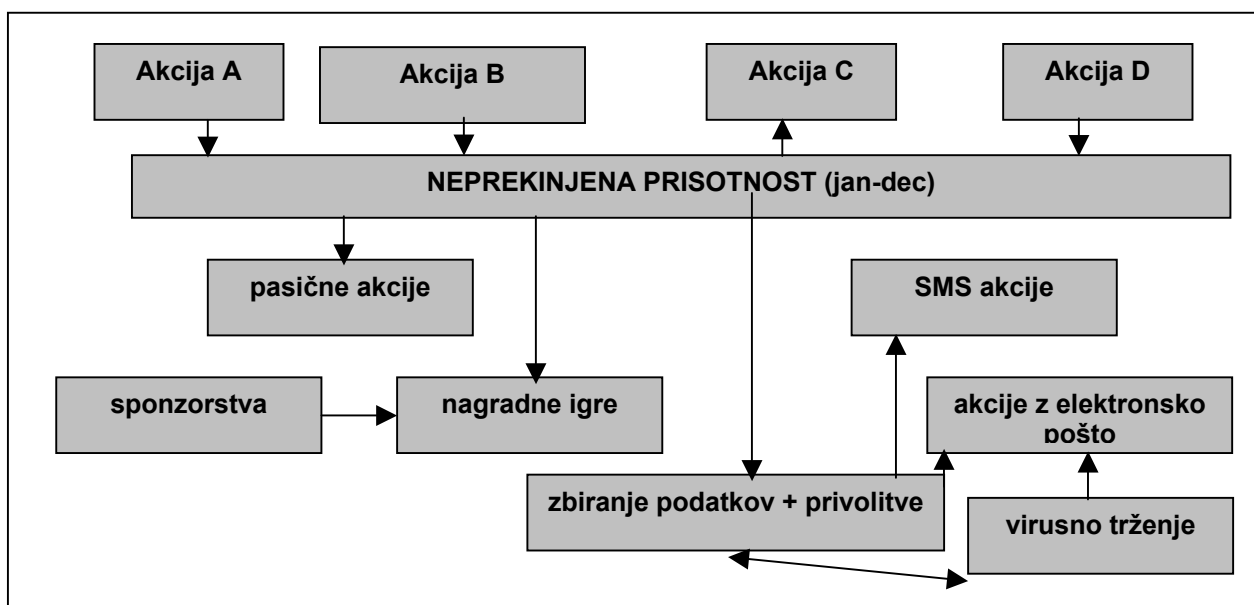 Akcija A
Akcija B
Akcija C
Akcija D
NEPREKINJENA PRISOTNOST (jan-dec)
pasične akcije
SMS akcije
sponzorstva
nagradne igre
akcije z elektronsko
pošto
zbiranje podatkov + privolitve
virusno trženje